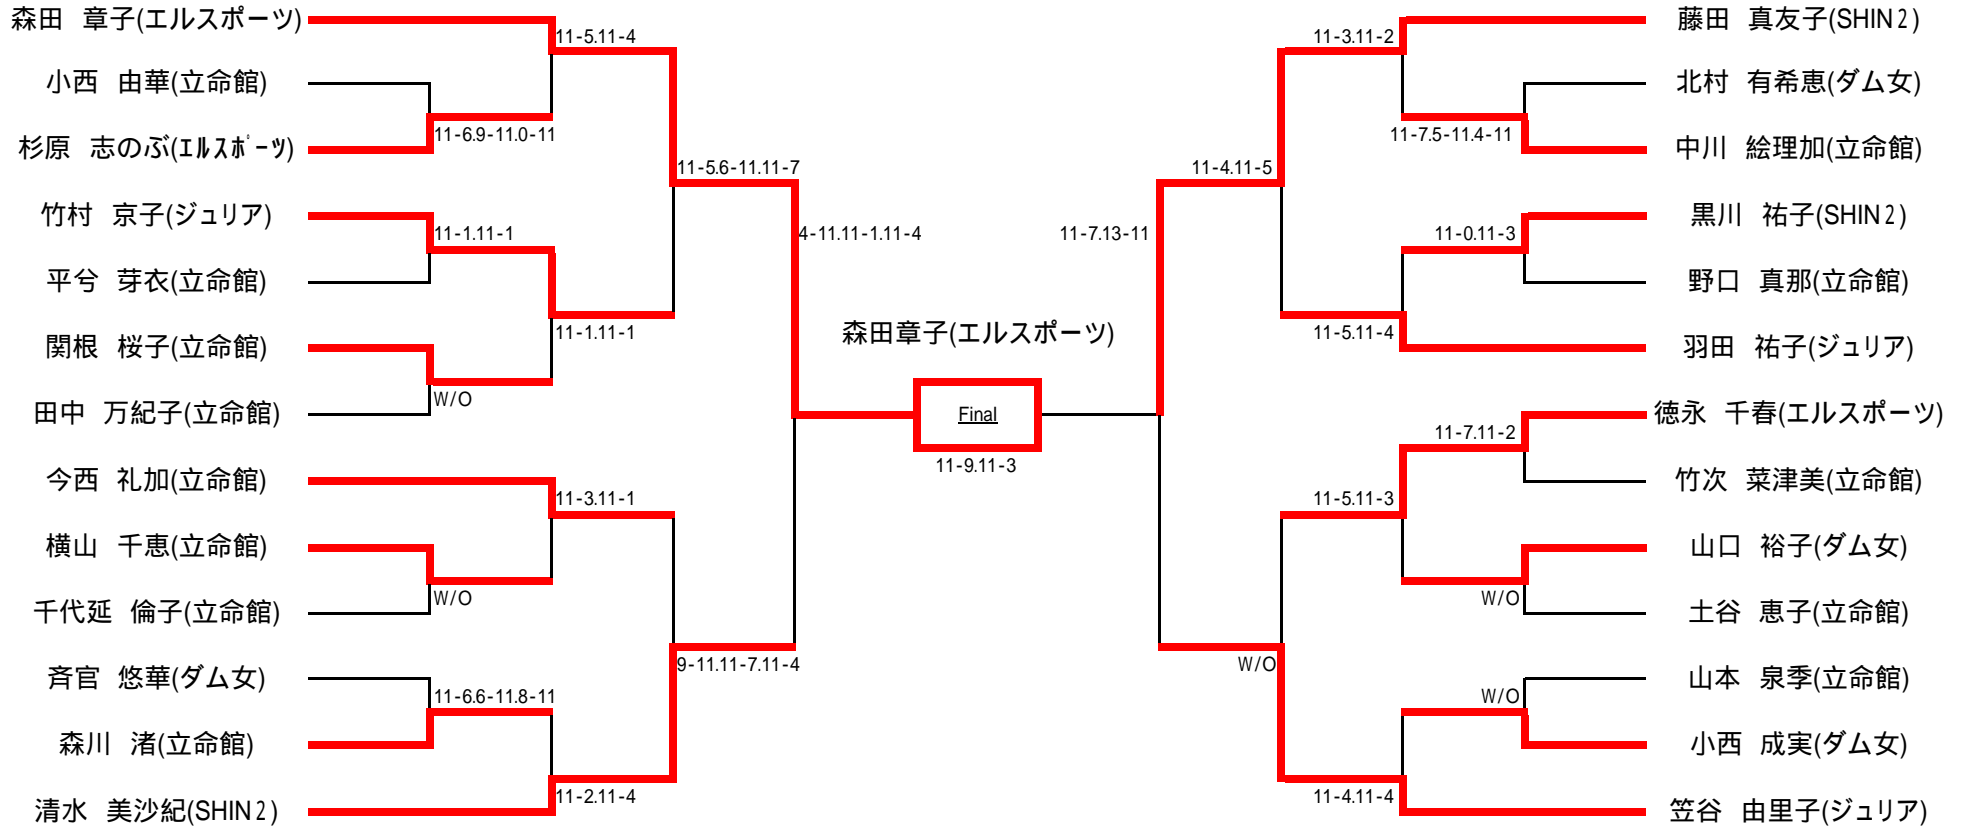 森田 章子(エルスポーツ)
11-5.11-4
小西 由華(立命館)
11-6.9-11.0-11
杉原 志のぶ(ｴﾙｽﾎﾟｰﾂ)
11-5.6-11.11-7
竹村 京子(ジュリア)
11-1.11-1
平兮 芽衣(立命館)
11-1.11-1
関根 桜子(立命館)
W/O
田中 万紀子(立命館)
4-11.11-1.11-4
今西 礼加(立命館)
11-3.11-1
横山 千恵(立命館)
W/O
千代延 倫子(立命館)
9-11.11-7.11-4
斉官 悠華(ダム女)
11-6.6-11.8-11
森川 渚(立命館)
11-2.11-4
清水 美沙紀(SHIN2)
森田章子(エルスポーツ)
Final
11-9.11-3
藤田 真友子(SHIN2)
11-3.11-2
北村 有希恵(ダム女)
11-7.5-11.4-11
中川 絵理加(立命館)
11-4.11-5
黒川 祐子(SHIN2)
11-0.11-3
野口 真那(立命館)
11-5.11-4
羽田 祐子(ジュリア)
11-7.13-11
徳永 千春(エルスポーツ)
11-7.11-2
竹次 菜津美(立命館)
11-5.11-3
山口 裕子(ダム女)
W/O
土谷 恵子(立命館)
W/O
山本 泉季(立命館)
W/O
小西 成実(ダム女)
11-4.11-4
笠谷 由里子(ジュリア)